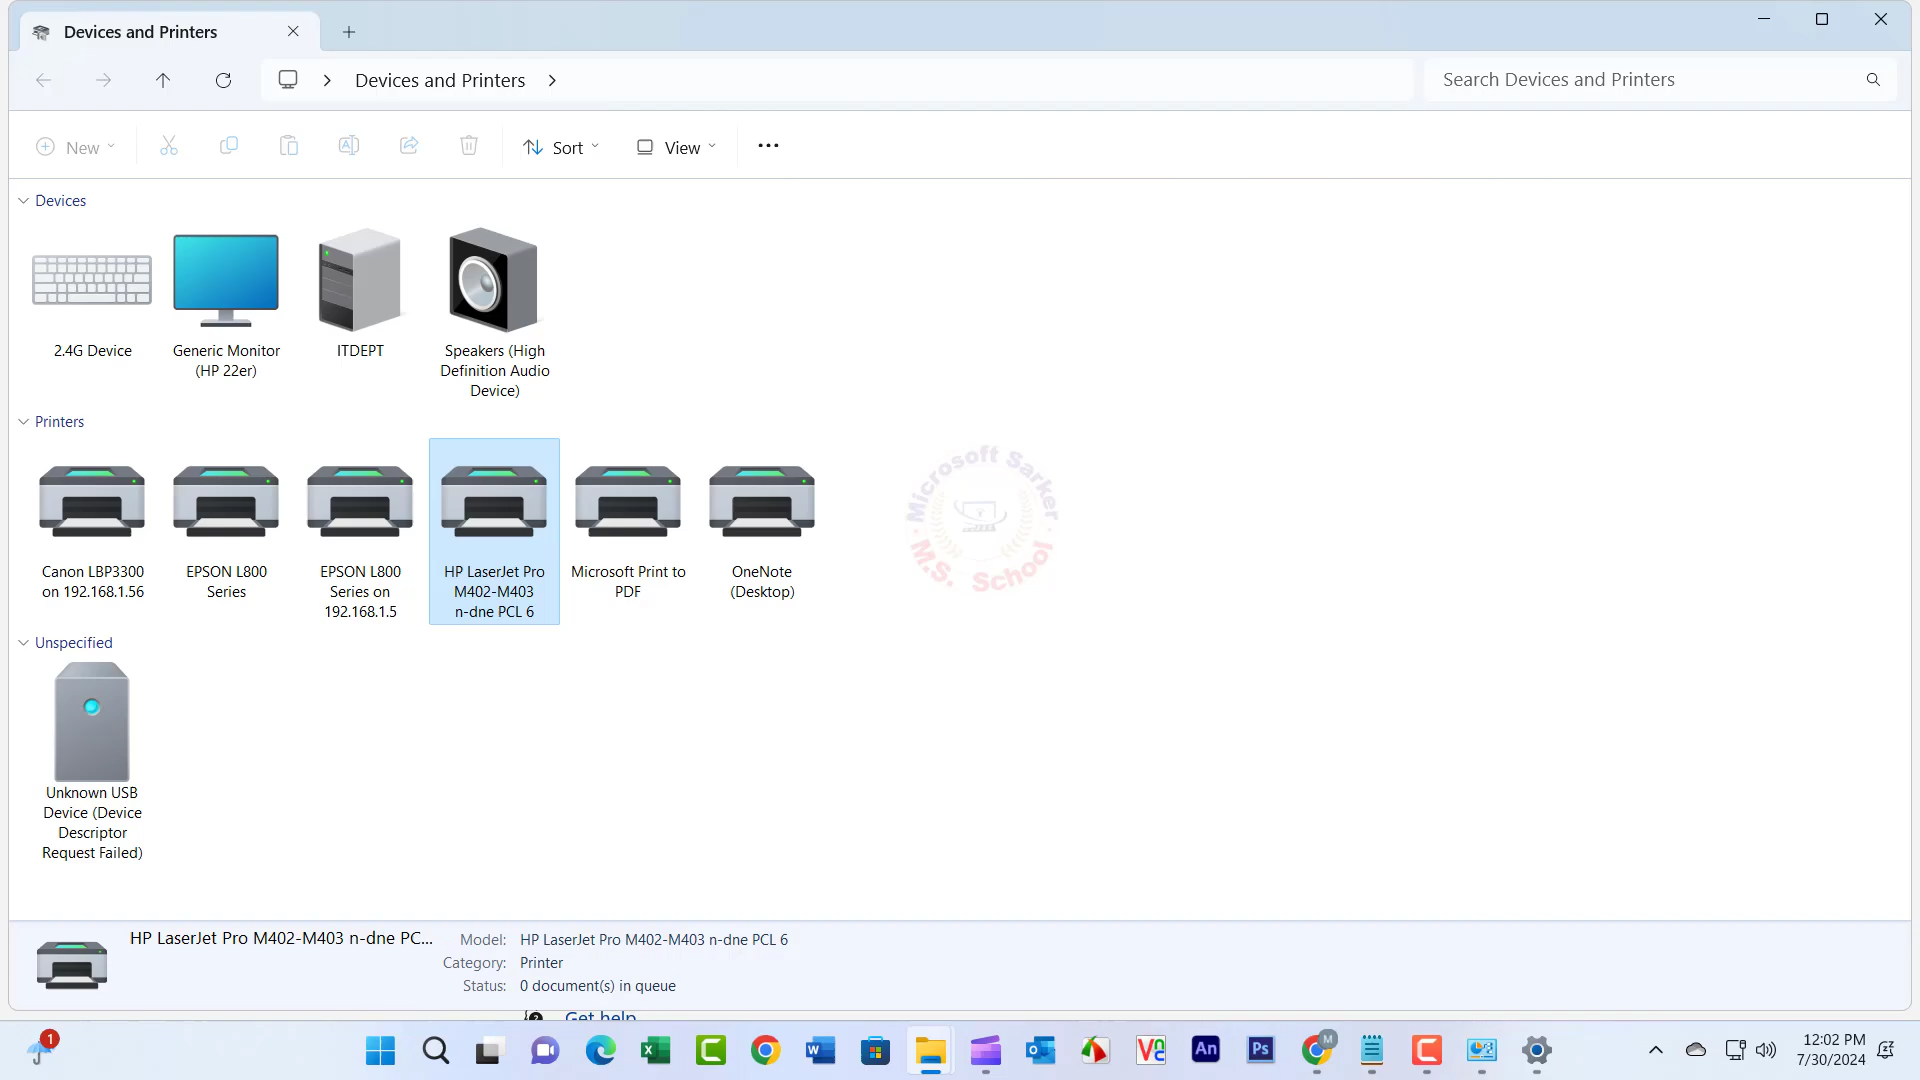 Devices and Printers
Devices and Printers
Search Devices and Printers
New
Sort
View
Devices
2.4G Device
Generic Monitor
(HP 22er)
ITDEPT
Speakers (High
Definition Audio
Device)
Printers
Canon LBP3300
on 192.168.1.56
EPSON L800
Series
EPSON L800
Series on
192.168.1.5
HP LaserJet Pro
M402-M403
n-dne PCL 6
Microsoft Print to
PDF
OneNote
(Desktop)
Microsoft Sarker
M.S. School
Unspecified
Unknown USB
Device (Device
Descriptor
Request Failed)
HP LaserJet Pro M402-M403 n-dne PC...
Model: HP LaserJet Pro M402-M403 n-dne PCL 6
Category: Printer
Status: 0 document(s) in queue
Get help
1
An
Ps
M
12:02 PM
7/30/2024